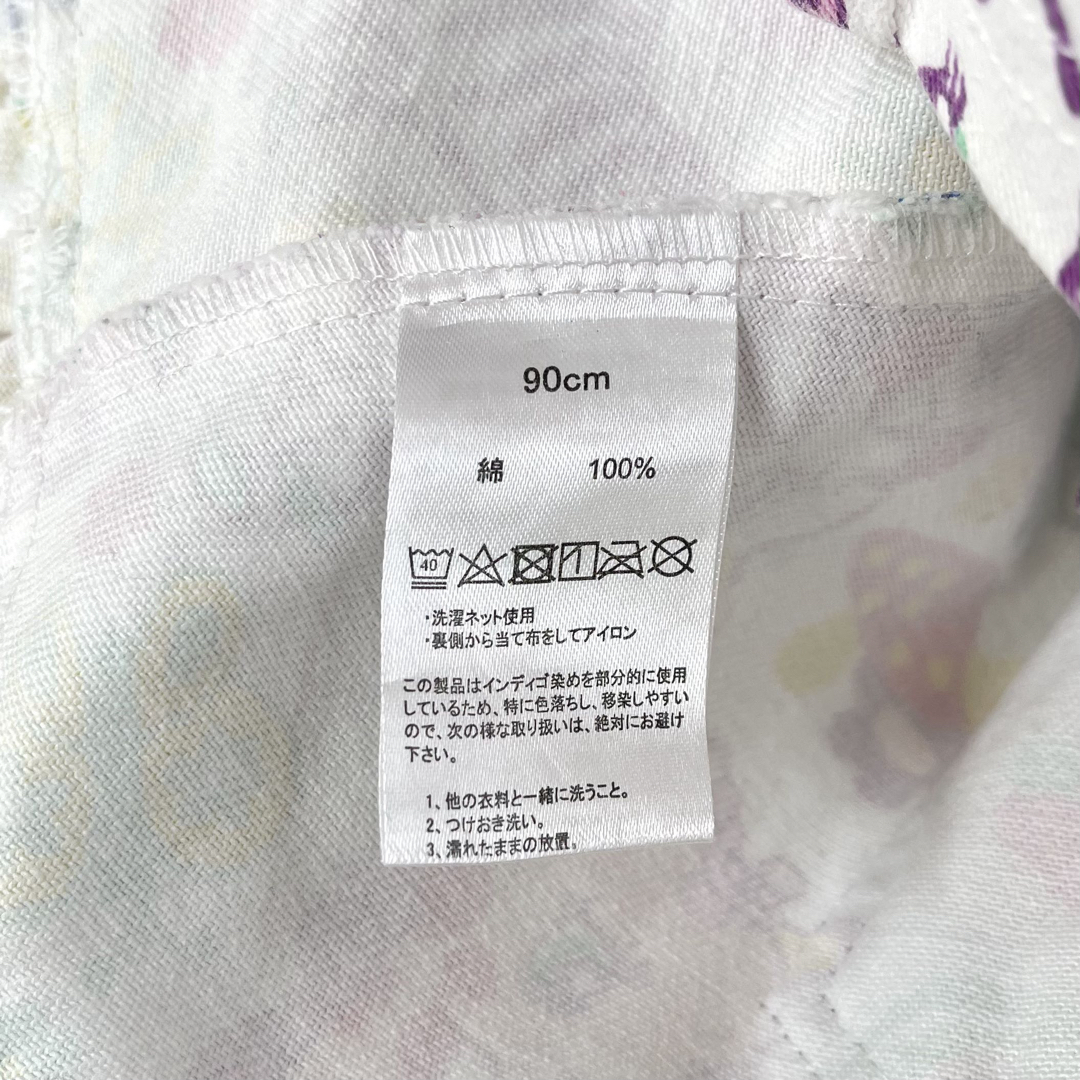 90cm
綿 100%
40
・洗濯ネット使用
・裏側から当て布をしてアイロン
この製品はインディゴ染めを部分的に使用
しているため、特に色落ちし、移染しやすい
ので、次の様な取り扱いは、絶対にお避け
下さい。
1、他の衣料と一緒に洗うこと。
2、つけおき洗い。
3、濡れたままの放置。